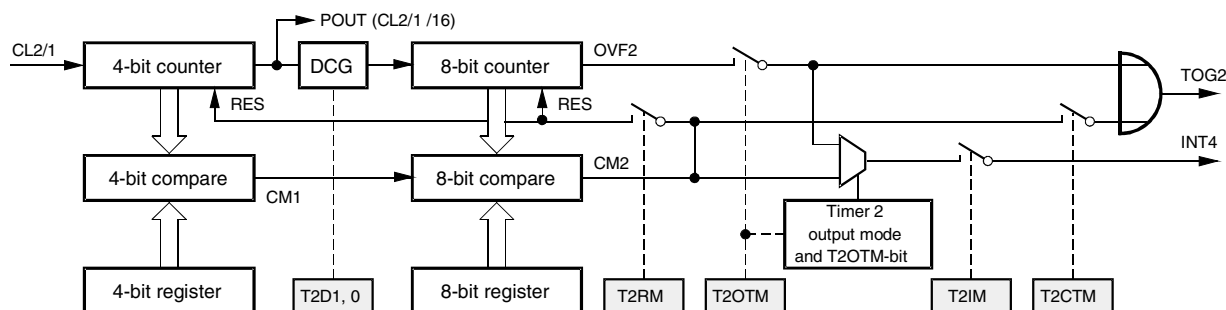 POUT (CL2/1 /16)
CL2/1
4-bit counter
DCG
8-bit counter
OVF2
TOG2
RES
RES
INT4
4-bit compare
CM1
8-bit compare
CM2
Timer 2
output mode
and T2OTM-bit
4-bit register
T2D1, 0
8-bit register
T2RM
T2OTM
T2IM
T2CTM